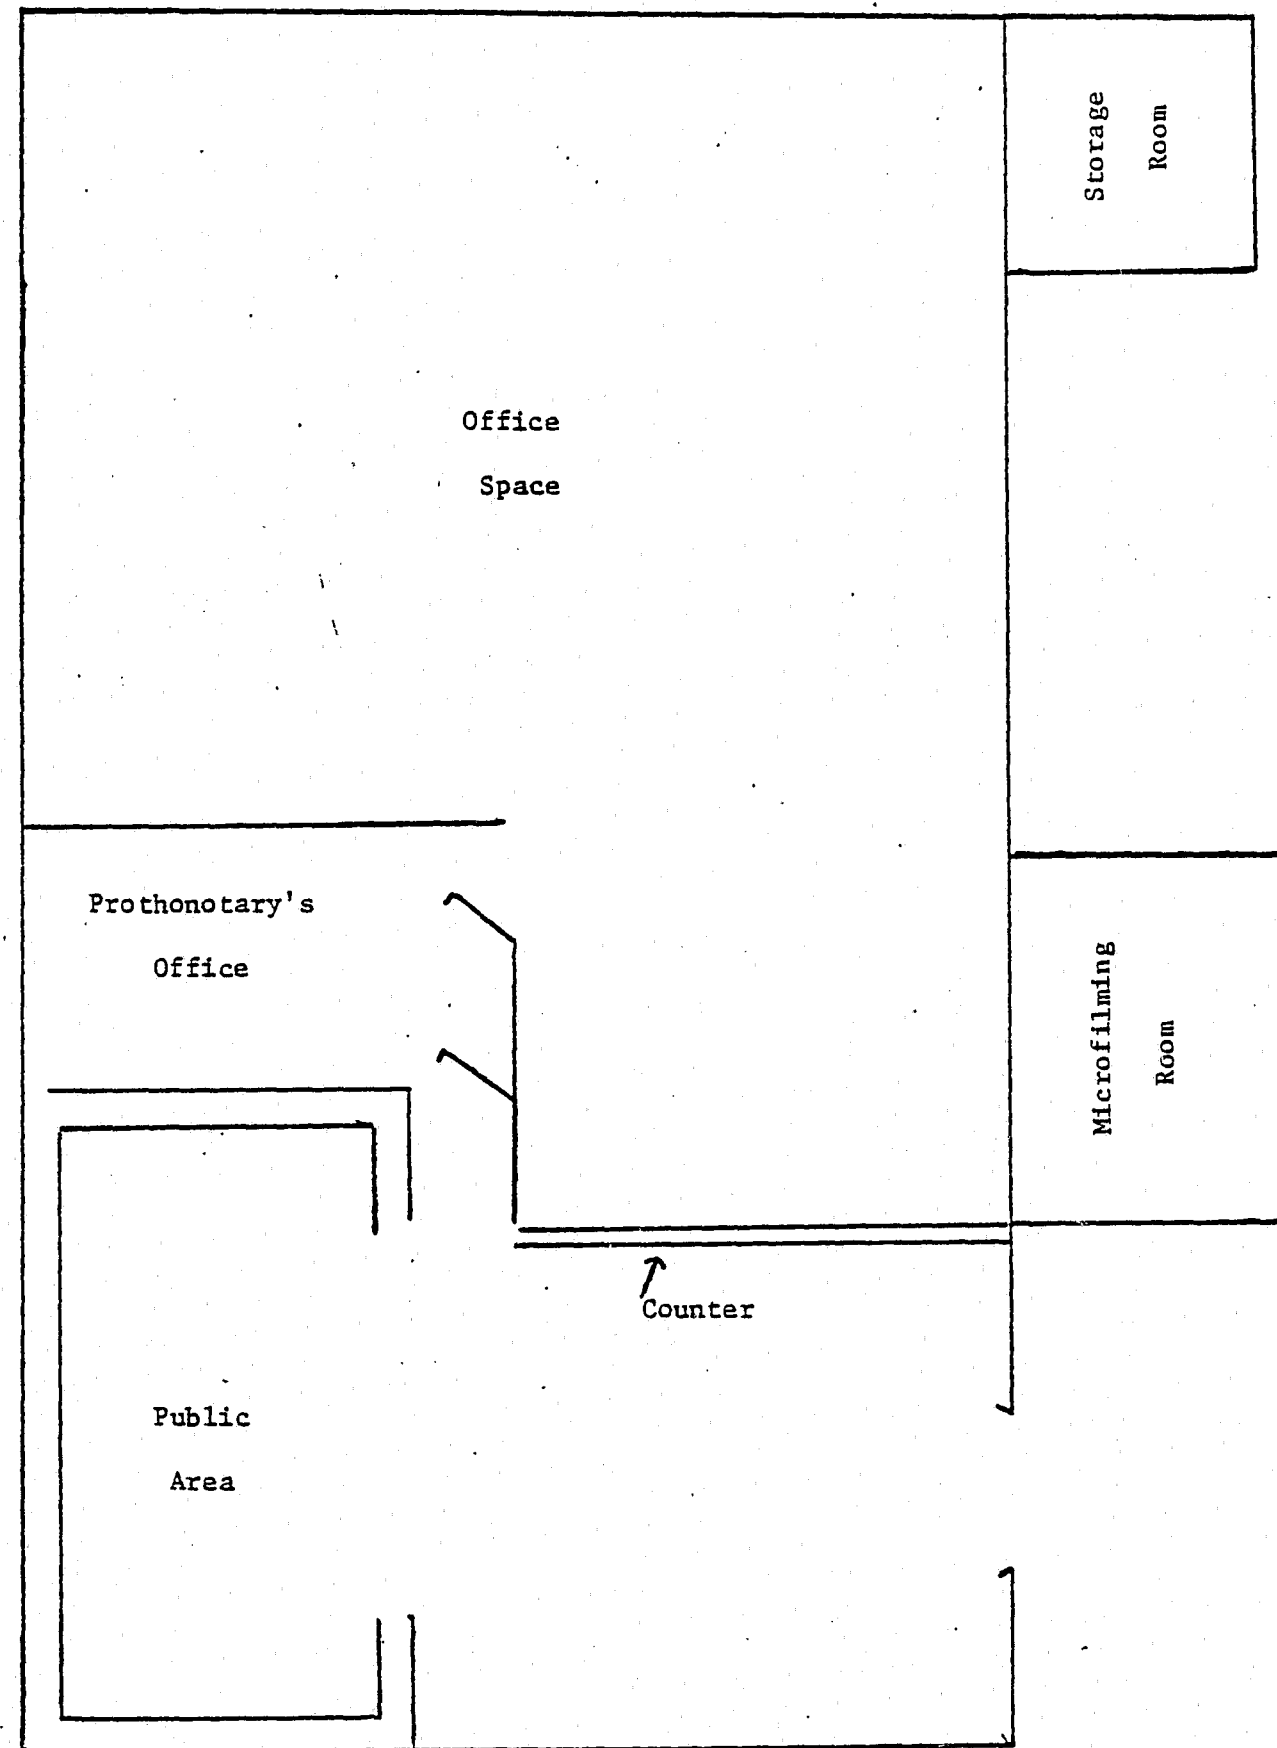 Storage
Room
Office
Space
Prothonotary's
Office
Microfilming
Room
Counter
Public
Area